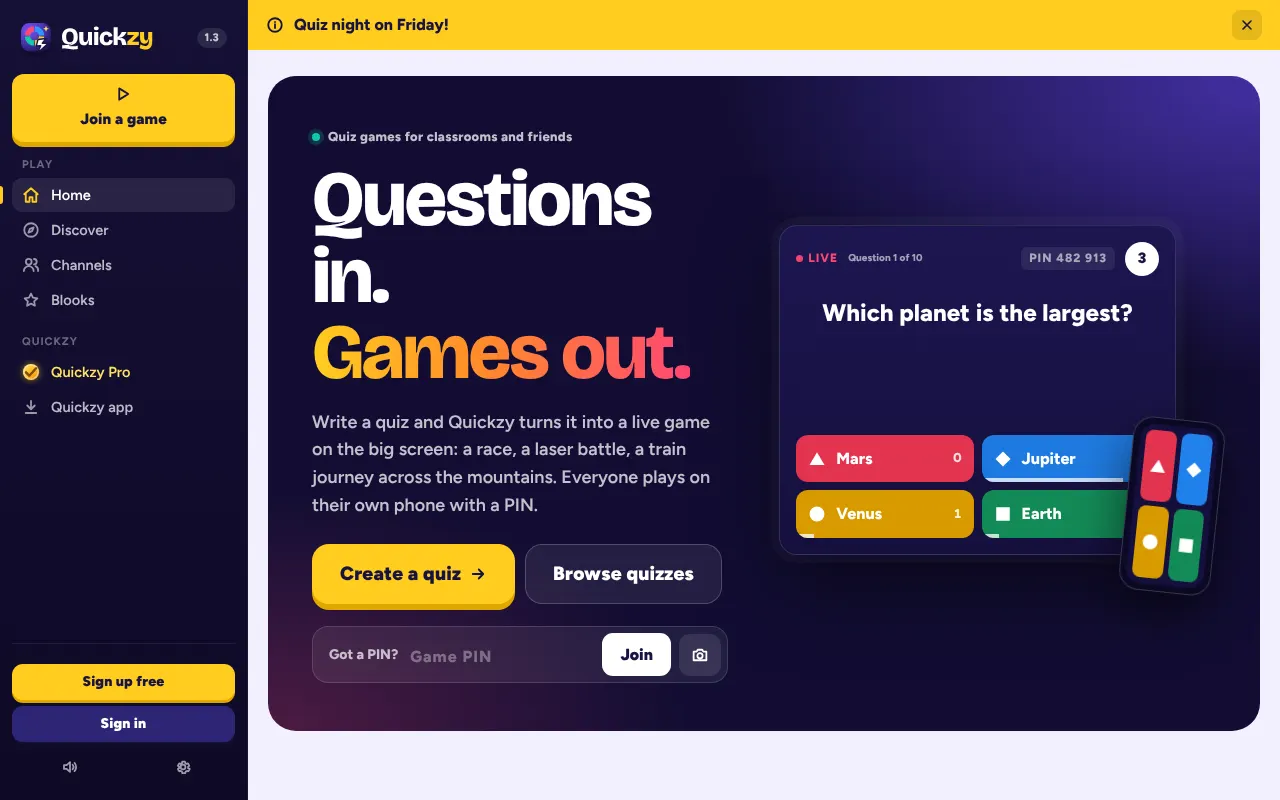 Quickzy
1.3
Join a game
PLAY
Home
Discover
Channels
Blooks
QUICKZY
Quickzy Pro
Quickzy app
Sign up free
Sign in
Quiz night on Friday!
Quiz games for classrooms and friends
Questions
in.
Games out.
Write a quiz and Quickzy turns it into a live game
on the big screen: a race, a laser battle, a train
journey across the mountains. Everyone plays on
their own phone with a PIN.
Create a quiz →
Browse quizzes
Got a PIN?
Game PIN
Join
LIVE
Question 1 of 10
PIN 482 913
3
Which planet is the largest?
Mars
0
Jupiter
Venus
1
Earth